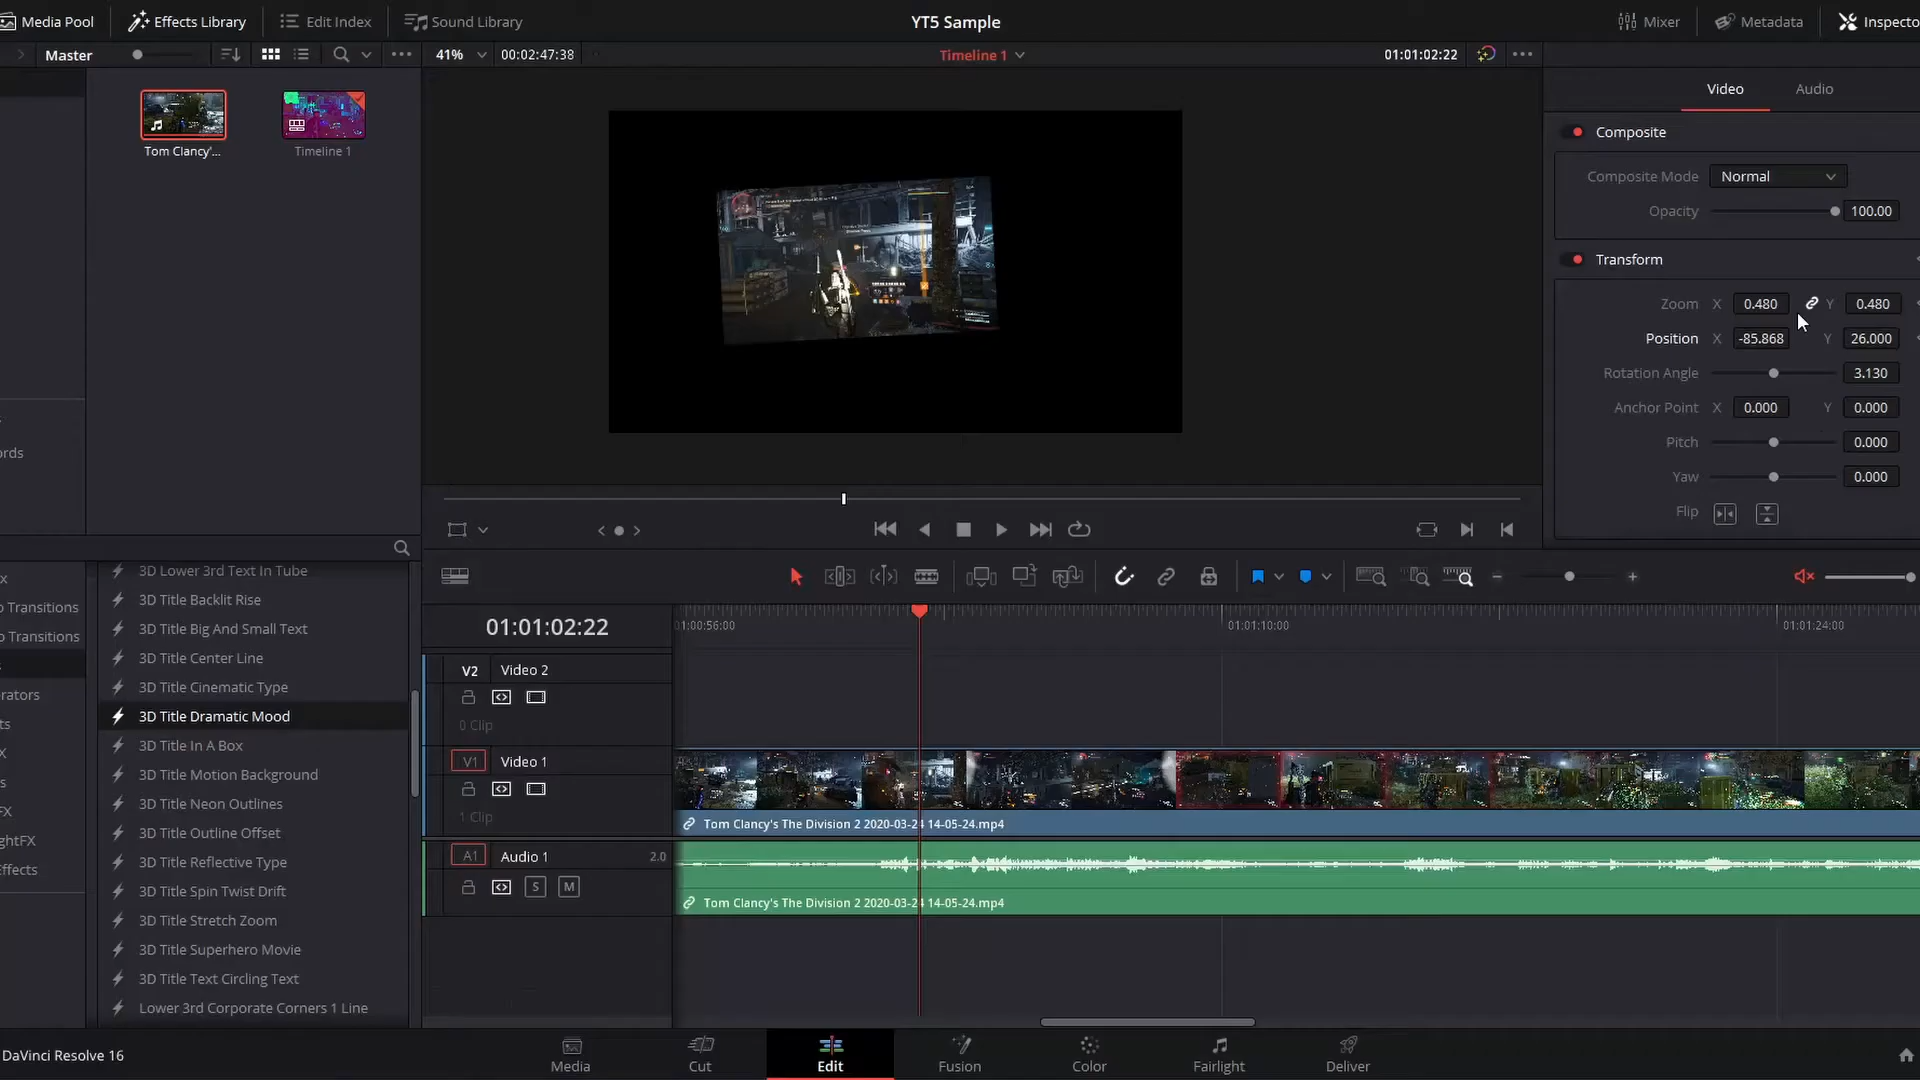 Media Pool
Effects Library
Edit Index
Sound Library
YT5 Sample
Mixer
Metadata
Inspecto
Master
41%
00:02:47:38
Timeline 1
01:01:02:22
Tom Clancy'...
Timeline 1
Video
Audio
Composite
Composite Mode
Normal
Opacity
100.00
Transform
Zoom X 0.480 Y 0.480
Position X -85.868 Y 26.000
Rotation Angle 3.130
Anchor Point X 0.000 Y 0.000
Pitch 0.000
Yaw 0.000
Flip
ords
x
o Transitions
o Transitions
s
rators
ts
X
s
FX
ghtFX
Effects
3D Lower 3rd Text In Tube
3D Title Backlit Rise
3D Title Big And Small Text
3D Title Center Line
3D Title Cinematic Type
3D Title Dramatic Mood
3D Title In A Box
3D Title Motion Background
3D Title Neon Outlines
3D Title Outline Offset
3D Title Reflective Type
3D Title Spin Twist Drift
3D Title Stretch Zoom
3D Title Superhero Movie
3D Title Text Circling Text
Lower 3rd Corporate Corners 1 Line
01:01:02:22
01:00:56:00
01:01:10:00
01:01:24:00
V2 Video 2
0 Clip
V1 Video 1
1 Clip
Tom Clancy's The Division 2 2020-03-24 14-05-24.mp4
A1 Audio 1 2.0
S M
Tom Clancy's The Division 2 2020-03-24 14-05-24.mp4
DaVinci Resolve 16
Media
Cut
Edit
Fusion
Color
Fairlight
Deliver